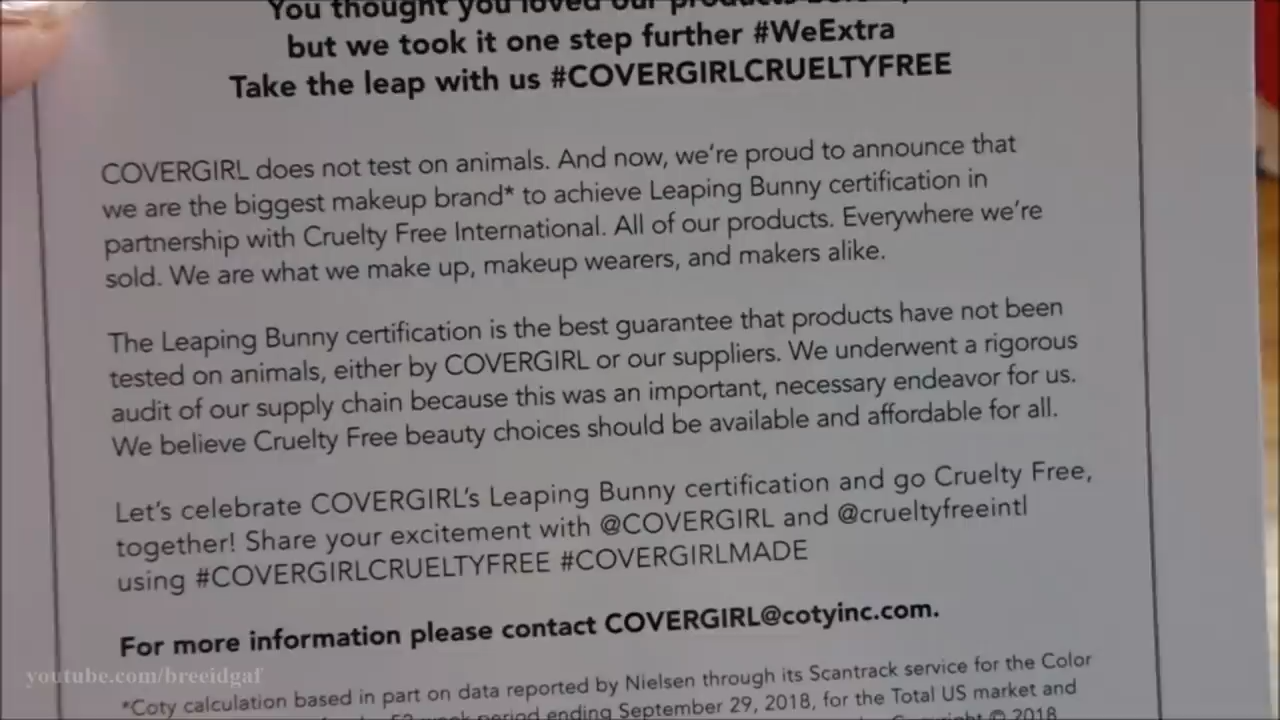 You thought you loved our products
but we took it one step further #WeExtra
Take the leap with us #COVERGIRLCRUELTYFREE
COVERGIRL does not test on animals. And now, we're proud to announce that
we are the biggest makeup brand* to achieve Leaping Bunny certification in
partnership with Cruelty Free International. All of our products. Everywhere we're
sold. We are what we make up, makeup wearers, and makers alike.
The Leaping Bunny certification is the best guarantee that products have not been
tested on animals, either by COVERGIRL or our suppliers. We underwent a rigorous
audit of our supply chain because this was an important, necessary endeavor for us.
We believe Cruelty Free beauty choices should be available and affordable for all.
Let's celebrate COVERGIRL's Leaping Bunny certification and go Cruelty Free,
together! Share your excitement with @COVERGIRL and @crueltyfreeintl
using #COVERGIRLCRUELTYFREE #COVERGIRLMADE
For more information please contact COVERGIRL@cotyinc.com.
*Coty calculation based in part on data reported by Nielsen through its Scantrack service for the Color
period ending September 29, 2018, for the Total US market and
© 2018
youtube.com/breeidgaf